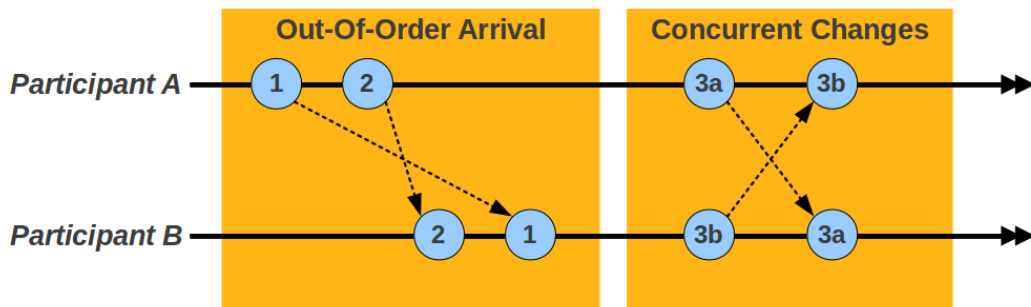 Out-Of-Order Arrival
Concurrent Changes
Participant A
1
2
3a
3b
Participant B
2
1
3b
3a